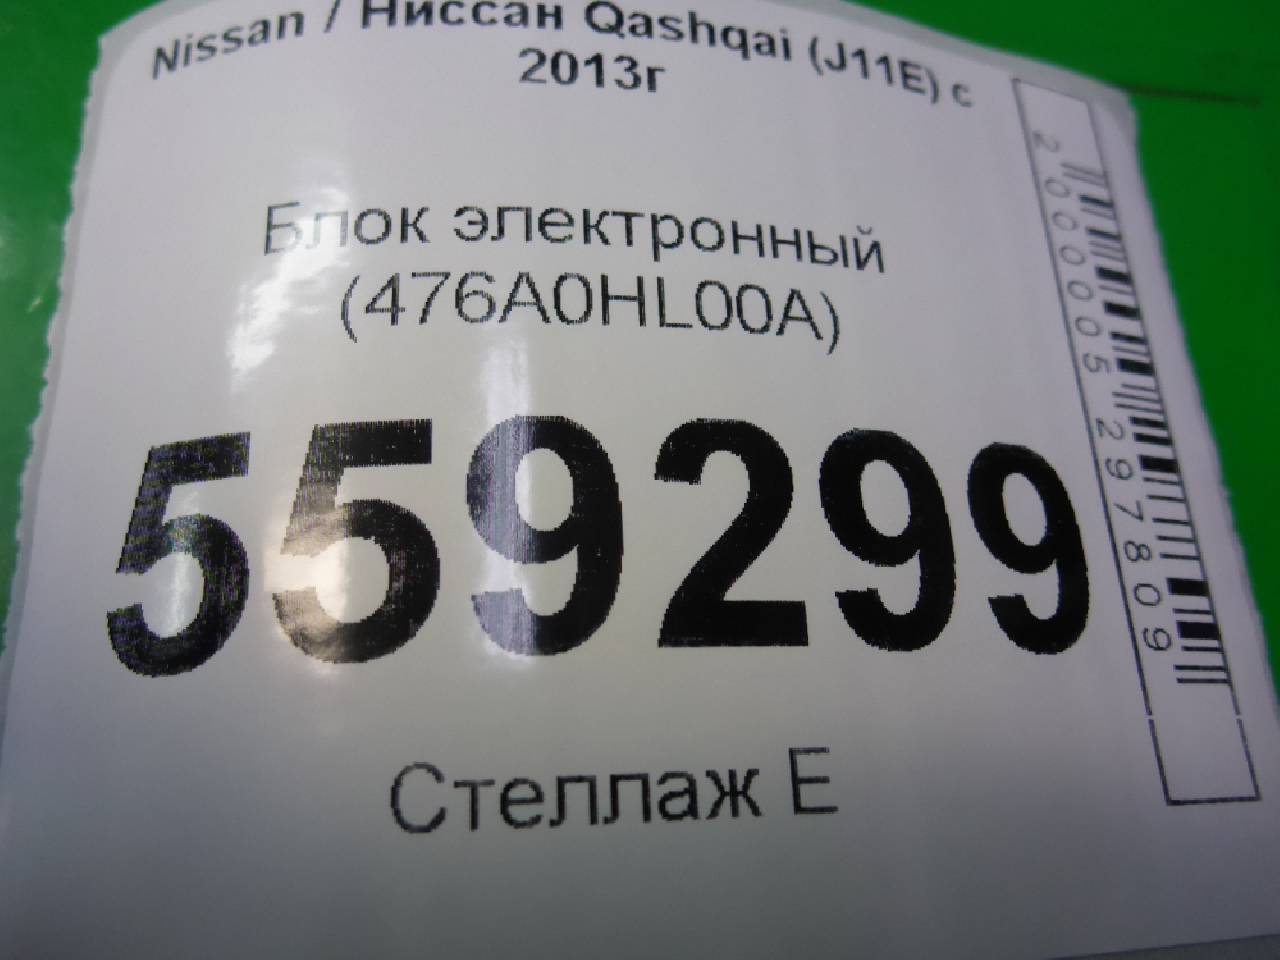 Nissan / Ниссан Qashqai (J11E) с
2013г
Блок электронный
(476A0HL00A)
559299
Стеллаж Е
2000005297809